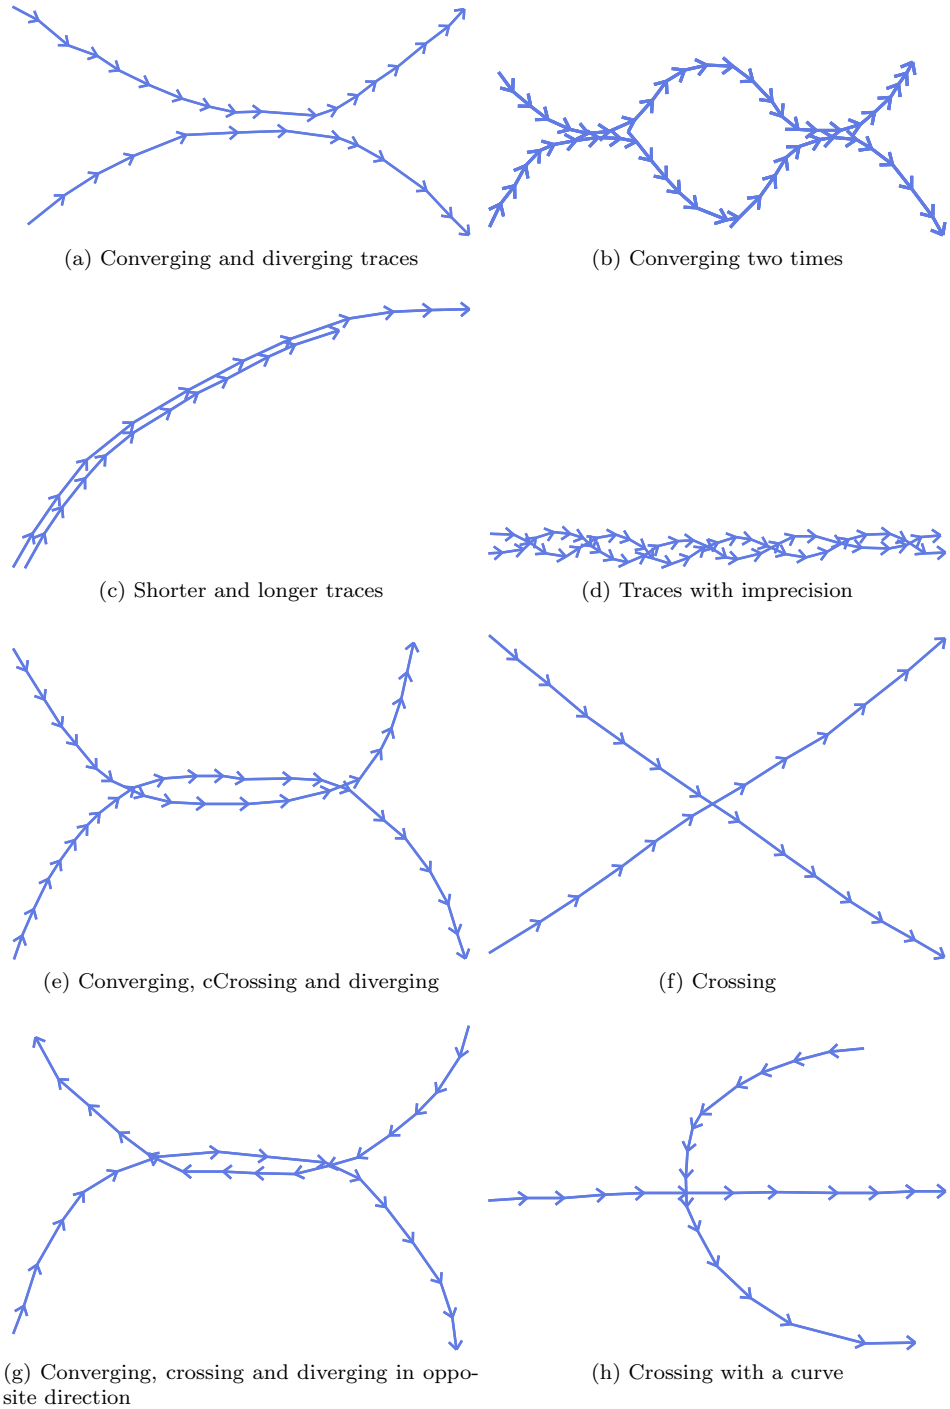 (a) Converging and diverging traces
(b) Converging two times
(c) Shorter and longer traces
(d) Traces with imprecision
(e) Converging, cCrossing and diverging
(f) Crossing
(g) Converging, crossing and diverging in oppo-
site direction
(h) Crossing with a curve